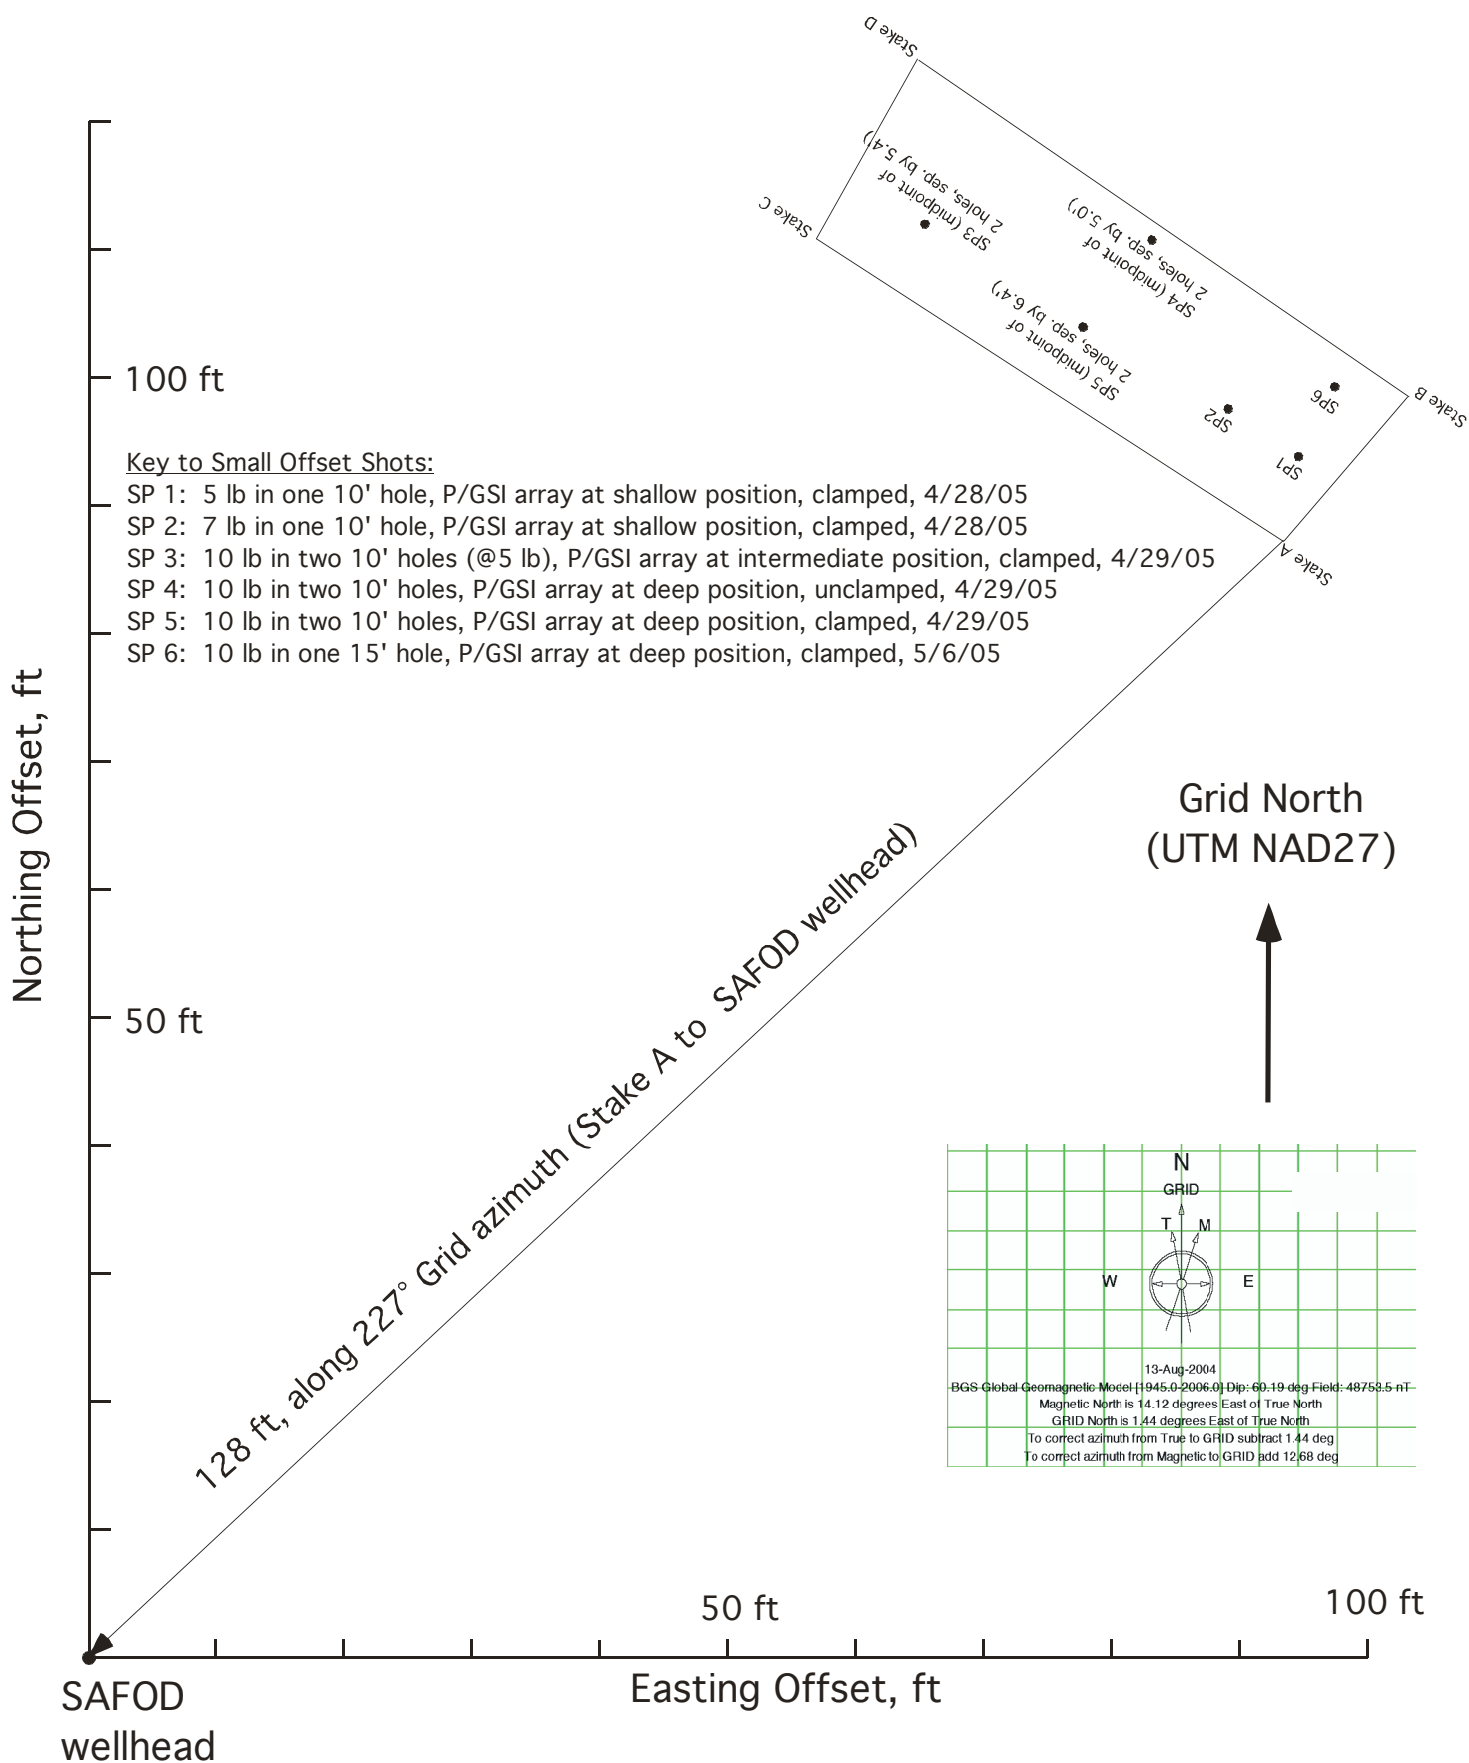 Stake D
Stake C
SP3 (midpoint of
2 holes, sep. by 5.4')
SP4 (midpoint of
2 holes, sep. by 5.0')
SP5 (midpoint of
2 holes, sep. by 6.4')
SP6
Stake B
SP2
SP1
Stake A
100 ft
Key to Small Offset Shots:
SP 1: 5 lb in one 10' hole, P/GSI array at shallow position, clamped, 4/28/05
SP 2: 7 lb in one 10' hole, P/GSI array at shallow position, clamped, 4/28/05
SP 3: 10 lb in two 10' holes (@5 lb), P/GSI array at intermediate position, clamped, 4/29/05
SP 4: 10 lb in two 10' holes, P/GSI array at deep position, unclamped, 4/29/05
SP 5: 10 lb in two 10' holes, P/GSI array at deep position, clamped, 4/29/05
SP 6: 10 lb in one 15' hole, P/GSI array at deep position, clamped, 5/6/05
Northing Offset, ft
Grid North
(UTM NAD27)
128 ft, along 227° Grid azimuth (Stake A to SAFOD wellhead)
50 ft
N
GRID
T M
W E
13-Aug-2004
BGS Global Geomagnetic Mocel [1945.0-2006.0] Dip: 60.19 deg Field: 48753.5 nT
Magnetic North is 14.12 degrees East of True North
GRID North is 1.44 degrees East of True North
To correct azimuth from True to GRID subtract 1.44 deg
To correct azimuth from Magnetic to GRID add 12.68 deg
50 ft
100 ft
Easting Offset, ft
SAFOD
wellhead